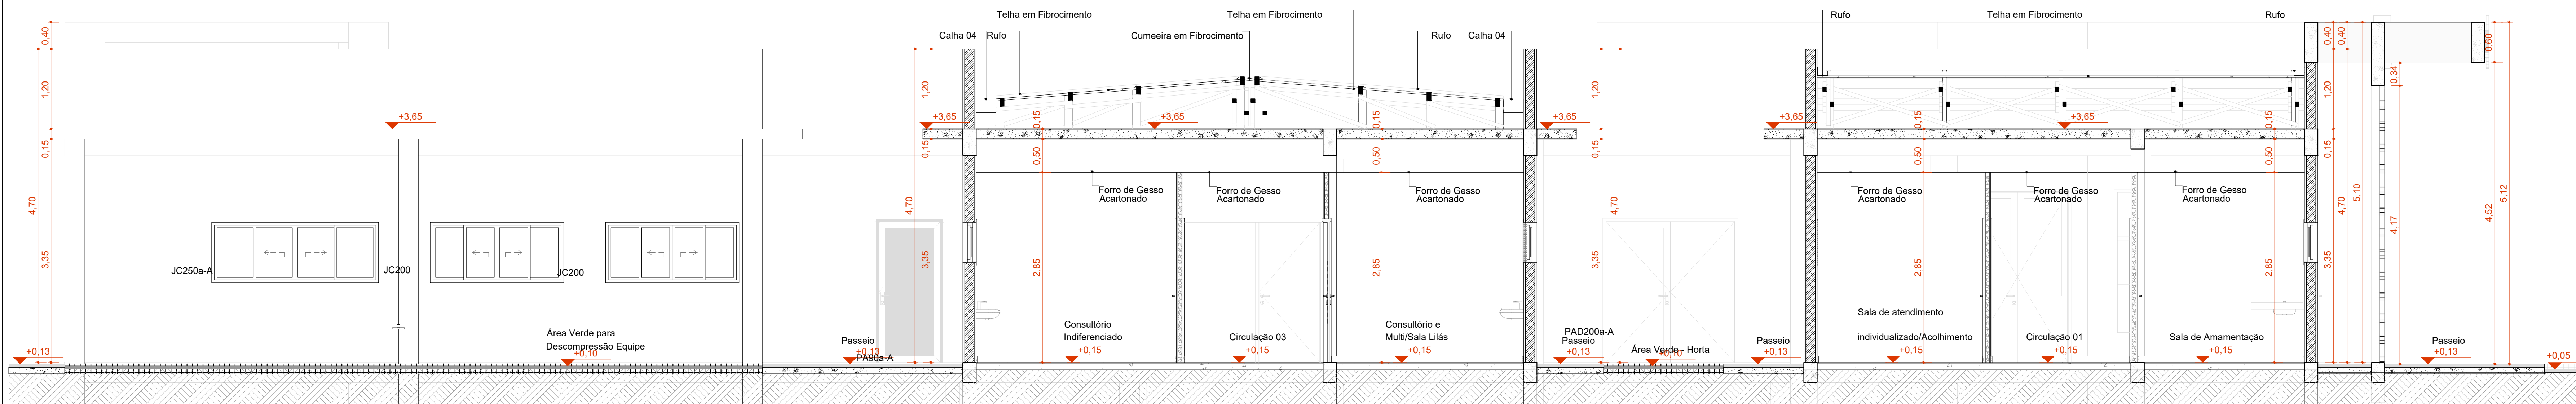 Telha em Fibrocimento
Telha em Fibrocimento
Rufo
Telha em Fibrocimento
Rufo
Calha 04
Rufo
Cumeeira em Fibrocimento
Rufo
Calha 04
0,40
1,20
0,15
4,70
3,35
+3,65
4,70
1,20
0,15
3,35
+3,65
+3,65
0,15
0,50
2,85
0,15
0,50
2,85
+3,65
1,20
0,15
4,70
3,35
+3,65
+3,65
0,15
0,50
2,85
0,15
0,50
2,85
0,40
0,40
1,20
0,15
3,35
4,70
5,10
0,34
4,17
0,60
4,52
5,12
Forro de Gesso
Acartonado
Forro de Gesso
Acartonado
Forro de Gesso
Acartonado
Forro de Gesso
Acartonado
Forro de Gesso
Acartonado
Forro de Gesso
Acartonado
JC250a-A
JC200
JC200
Área Verde para
Descompressão Equipe
+0,13
+0,10
Passeio
+0,13
PA90a-A
Consultório
Indiferenciado
+0,15
Circulação 03
+0,15
Consultório e
Multi/Sala Lilás
+0,15
PAD200a-A
Passeio
+0,13
Área Verde - Horta
+0,10
Passeio
+0,13
Sala de atendimento
individualizado/Acolhimento
+0,15
Circulação 01
+0,15
Sala de Amamentação
+0,15
Passeio
+0,13
+0,05